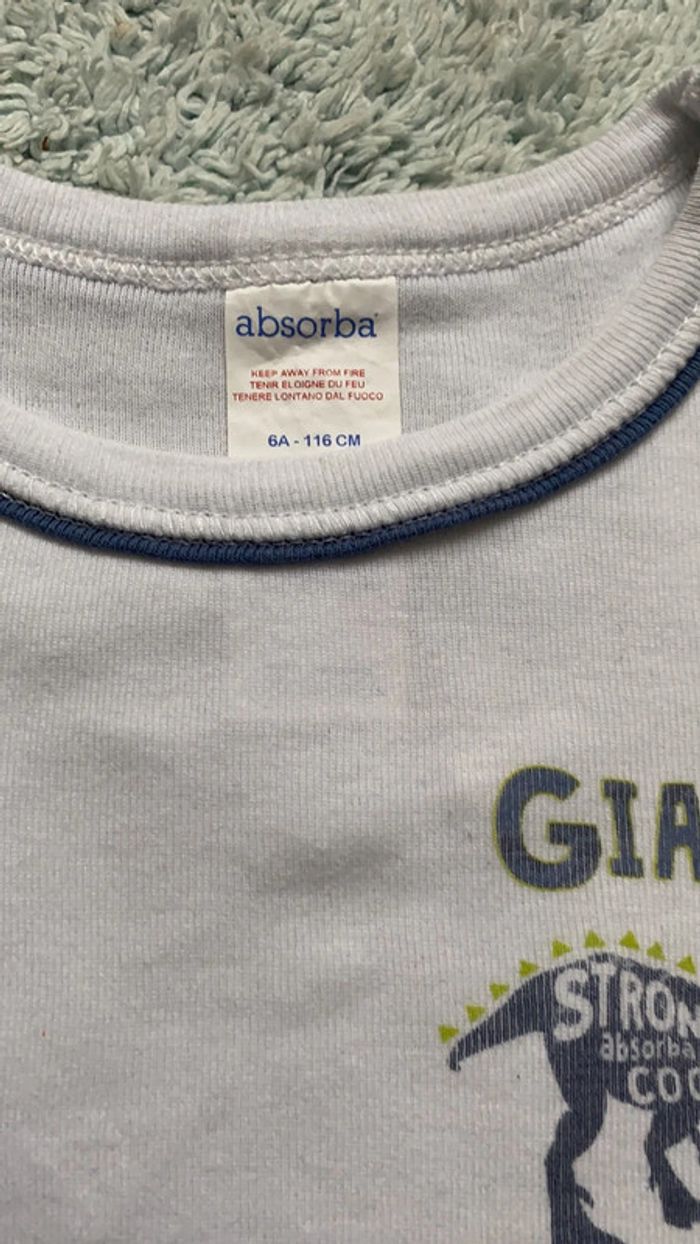 absorba
KEEP AWAY FROM FIRE
TENIR ELOIGNE DU FEU
TENERE LONTANO DAL FUOCO
6A - 116 CM
GIA
STRON
absorba
COO